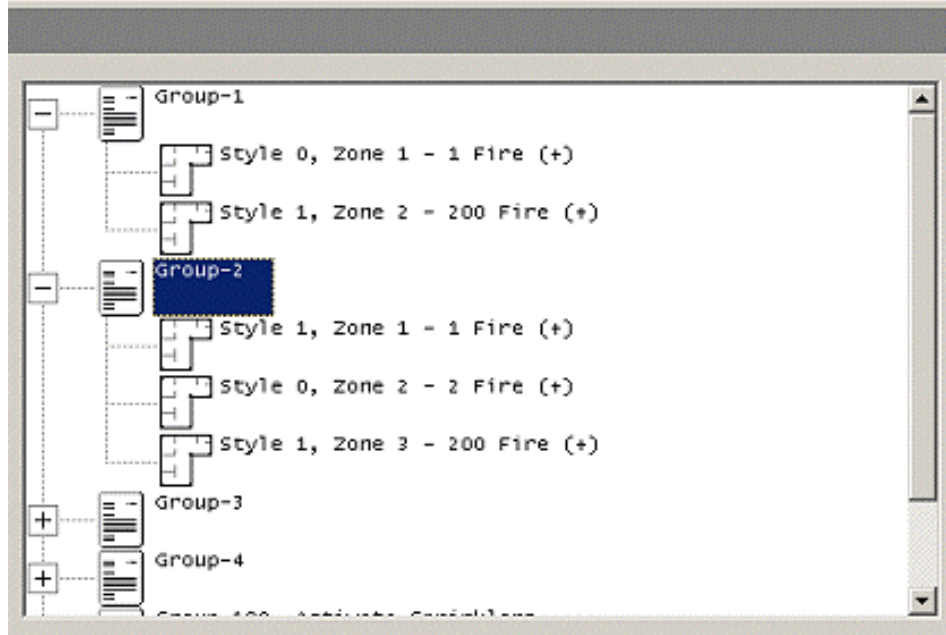 Group-1
Style 0, Zone 1 - 1 Fire (+)
Style 1, Zone 2 - 200 Fire (+)
Group-2
Style 1, Zone 1 - 1 Fire (+)
Style 0, Zone 2 - 2 Fire (+)
Style 1, Zone 3 - 200 Fire (+)
Group-3
Group-4